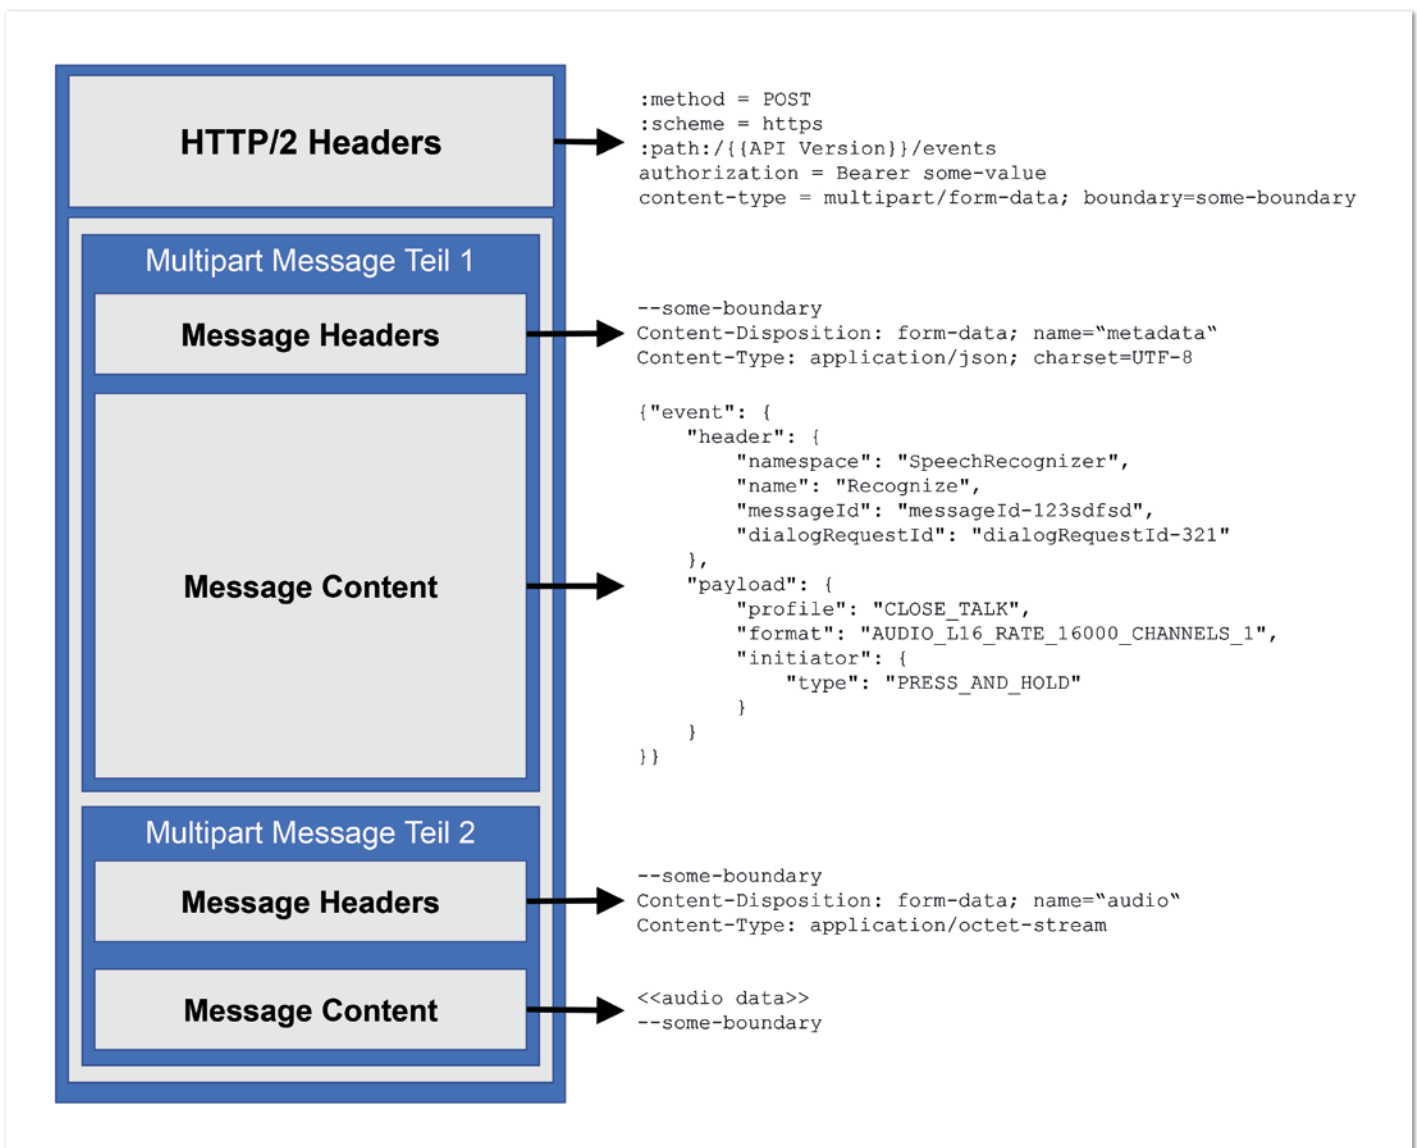 HTTP/2 Headers
:method = POST
:scheme = https
:path:/{{API Version}}/events
authorization = Bearer some-value
content-type = multipart/form-data; boundary=some-boundary
Multipart Message Teil 1
Message Headers
--some-boundary
Content-Disposition: form-data; name=“metadata“
Content-Type: application/json; charset=UTF-8
Message Content
{"event": {
    "header": {
        "namespace": "SpeechRecognizer",
        "name": "Recognize",
        "messageId": "messageId-123sdfsd",
        "dialogRequestId": "dialogRequestId-321"
    },
    "payload": {
        "profile": "CLOSE_TALK",
        "format": "AUDIO_L16_RATE_16000_CHANNELS_1",
        "initiator": {
            "type": "PRESS_AND_HOLD"
        }
    }
}}
Multipart Message Teil 2
Message Headers
--some-boundary
Content-Disposition: form-data; name=“audio“
Content-Type: application/octet-stream
Message Content
<<audio data>>
--some-boundary